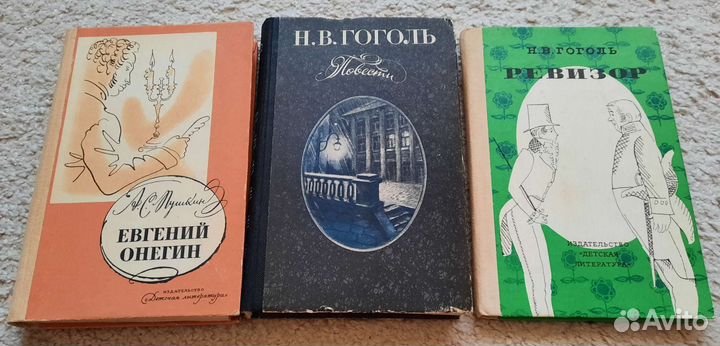 А.С. Пушкин
ЕВГЕНИЙ
ОНЕГИН
ИЗДАТЕЛЬСТВО
«Детская литература»
Н.В.ГОГОЛЬ
Повести
Н.В.ГОГОЛЬ
РЕВИЗОР
ИЗДАТЕЛЬСТВО
«ДЕТСКАЯ
ЛИТЕРАТУРА»
Avito